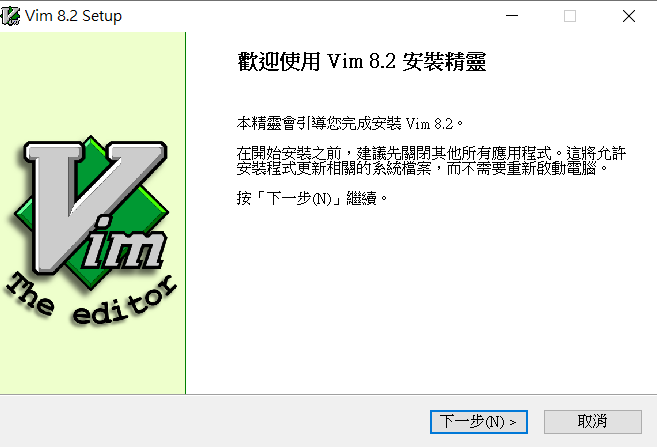 Vim 8.2 Setup
歡迎使用 Vim 8.2 安裝精靈
本精靈會引導您完成安裝 Vim 8.2。
在開始安裝之前，建議先關閉其他所有應用程式。這將允許
安裝程式更新相關的系統檔案，而不需要重新啟動電腦。
按「下一步(N)」繼續。
Vim
The editor
下一步(N) >
取消